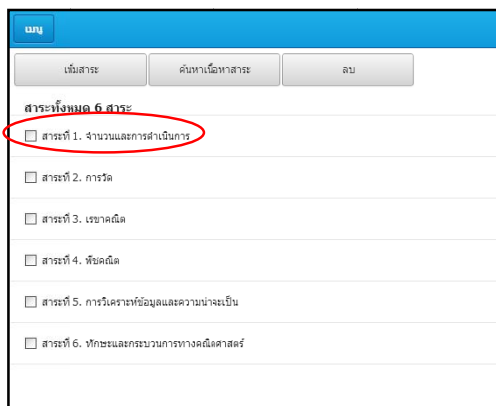 เมนู
เพิ่มสาระ ค้นหาเนื้อหาสาระ ลบ
สาระทั้งหมด 6 สาระ
สาระที่ 1. จำนวนและการดำเนินการ
สาระที่ 2. การวัด
สาระที่ 3. เรขาคณิต
สาระที่ 4. พีชคณิต
สาระที่ 5. การวิเคราะห์ข้อมูลและความน่าจะเป็น
สาระที่ 6. ทักษะและกระบวนการทางคณิตศาสตร์